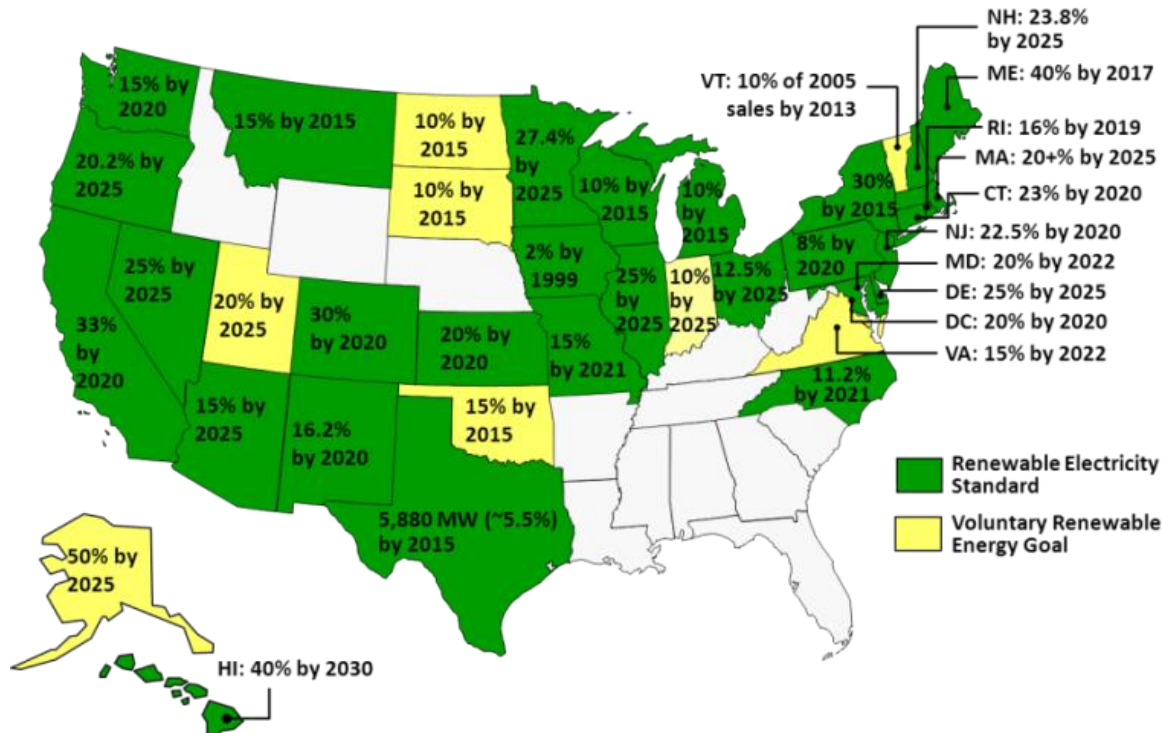 NH: 23.8%
by 2025
VT: 10% of 2005
sales by 2013
ME: 40% by 2017
RI: 16% by 2019
MA: 20+% by 2025
CT: 23% by 2020
NJ: 22.5% by 2020
MD: 20% by 2022
DE: 25% by 2025
DC: 20% by 2020
VA: 15% by 2022
15% by
2020
15% by 2015
10% by
2015
27.4%
by
2025
20.2% by
2025
10% by
2015
10% by
2015
10%
by
2015
30%
by 2015
8% by
2020
2% by
1999
25%
by
2025
10%
by
2025
12.5%
by 2025
25% by
2025
20% by
2025
30%
by 2020
20% by
2020
15%
by 2021
33%
by
2020
11.2%
by 2021
15% by
2025
16.2%
by 2020
15% by
2015
5,880 MW (~5.5%)
by 2015
Renewable Electricity
Standard
Voluntary Renewable
Energy Goal
50% by
2025
HI: 40% by 2030